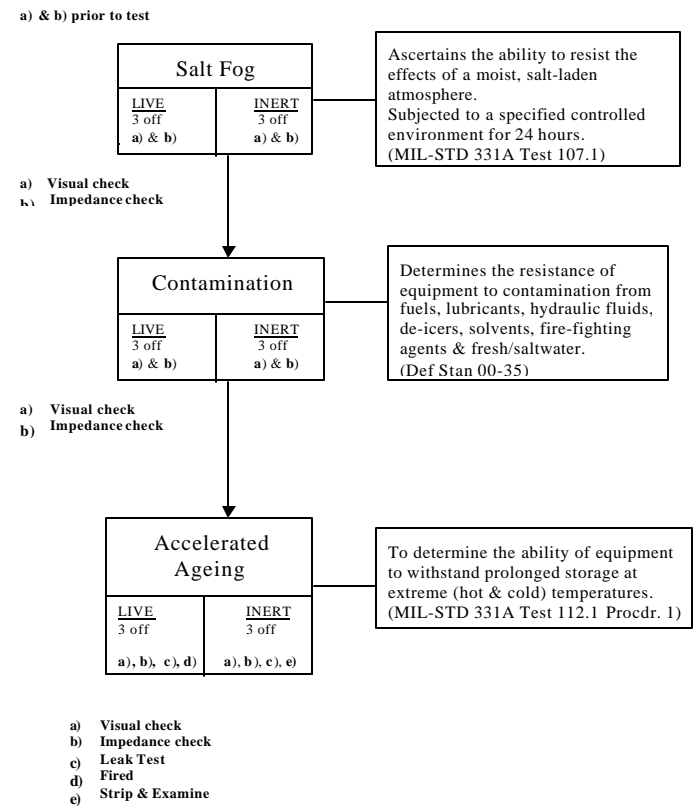 a) & b) prior to test
Salt Fog
LIVE
3 off
a) & b)
INERT
3 off
a) & b)
Ascertains the ability to resist the
effects of a moist, salt-laden
atmosphere.
Subjected to a specified controlled
environment for 24 hours.
(MIL-STD 331A Test 107.1)
a) Visual check
b) Impedance check
Contamination
LIVE
3 off
a) & b)
INERT
3 off
a) & b)
Determines the resistance of
equipment to contamination from
fuels, lubricants, hydraulic fluids,
de-icers, solvents, fire-fighting
agents & fresh/saltwater.
(Def Stan 00-35)
a) Visual check
b) Impedance check
Accelerated
Ageing
LIVE
3 off
a), b), c), d)
INERT
3 off
a), b), c), e)
To determine the ability of equipment
to withstand prolonged storage at
extreme (hot & cold) temperatures.
(MIL-STD 331A Test 112.1 Procdr. 1)
a) Visual check
b) Impedance check
c) Leak Test
d) Fired
e) Strip & Examine